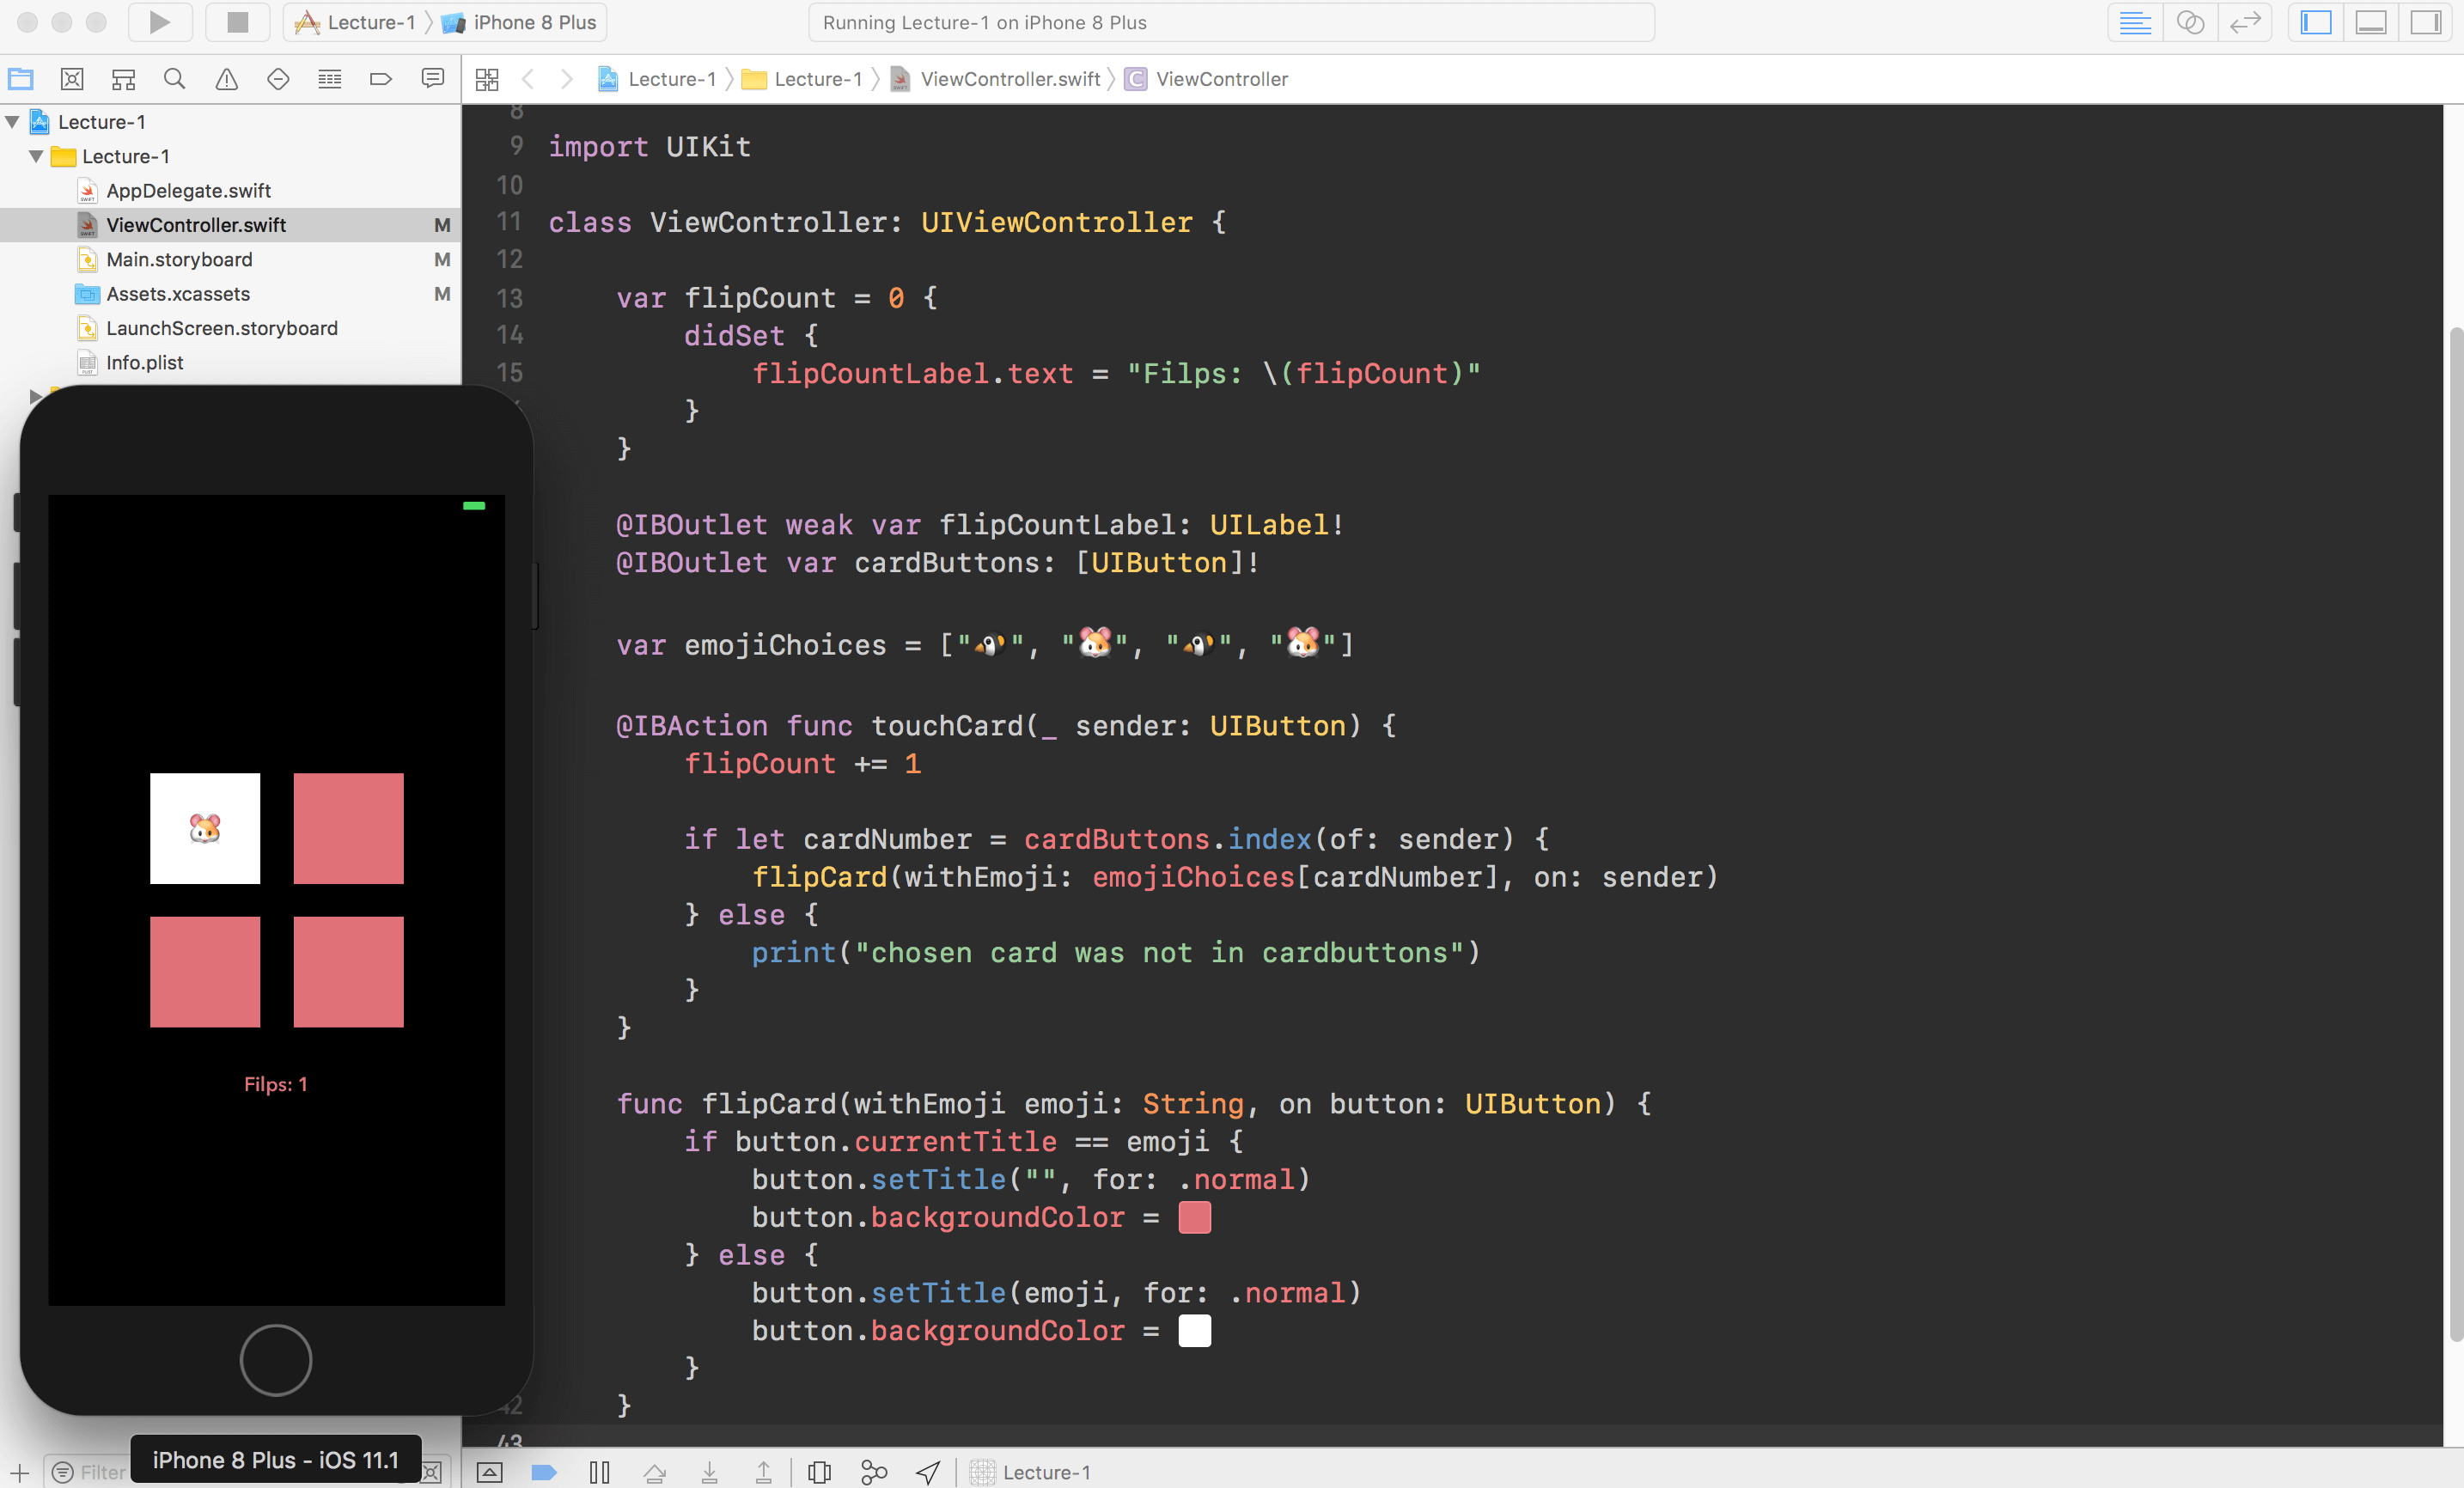 Lecture-1 〉 iPhone 8 Plus
Running Lecture-1 on iPhone 8 Plus
Lecture-1 〉 Lecture-1 〉 ViewController.swift 〉 C ViewController
Lecture-1
Lecture-1
AppDelegate.swift
ViewController.swift M
Main.storyboard M
Assets.xcassets M
LaunchScreen.storyboard
Info.plist
8
9 import UIKit
10
11 class ViewController: UIViewController {
12
13 var flipCount = 0 {
14 didSet {
15 flipCountLabel.text = "Filps: \(flipCount)"
}
}
@IBOutlet weak var flipCountLabel: UILabel!
@IBOutlet var cardButtons: [UIButton]!
var emojiChoices = ["🐠", "🐹", "🐠", "🐹"]
@IBAction func touchCard(_ sender: UIButton) {
flipCount += 1
if let cardNumber = cardButtons.index(of: sender) {
flipCard(withEmoji: emojiChoices[cardNumber], on: sender)
} else {
print("chosen card was not in cardbuttons")
}
}
func flipCard(withEmoji emoji: String, on button: UIButton) {
if button.currentTitle == emoji {
button.setTitle("", for: .normal)
button.backgroundColor =
} else {
button.setTitle(emoji, for: .normal)
button.backgroundColor =
}
42 }
43
🐹
Filps: 1
iPhone 8 Plus - iOS 11.1
Filter
Lecture-1